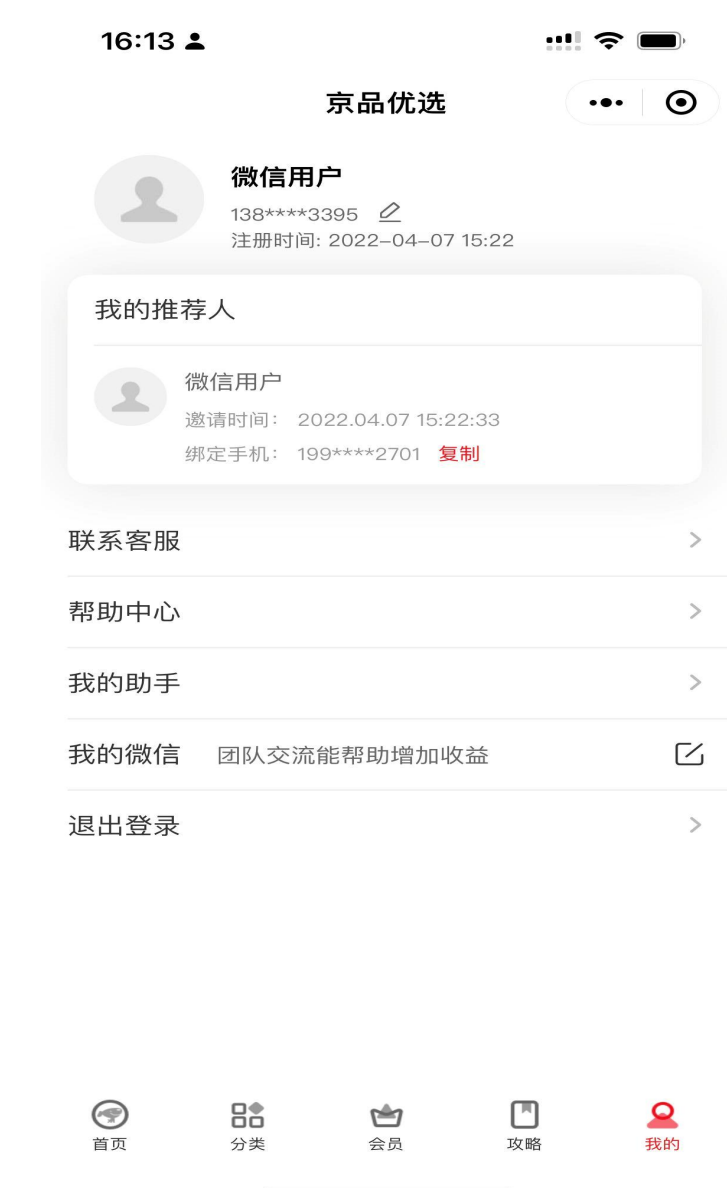 16:13
京品优选
微信用户
138****3395
注册时间: 2022-04-07 15:22
我的推荐人
微信用户
邀请时间: 2022.04.07 15:22:33
绑定手机: 199****2701 复制
联系客服
帮助中心
我的助手
我的微信 团队交流能帮助增加收益
退出登录
首页 分类 会员 攻略 我的